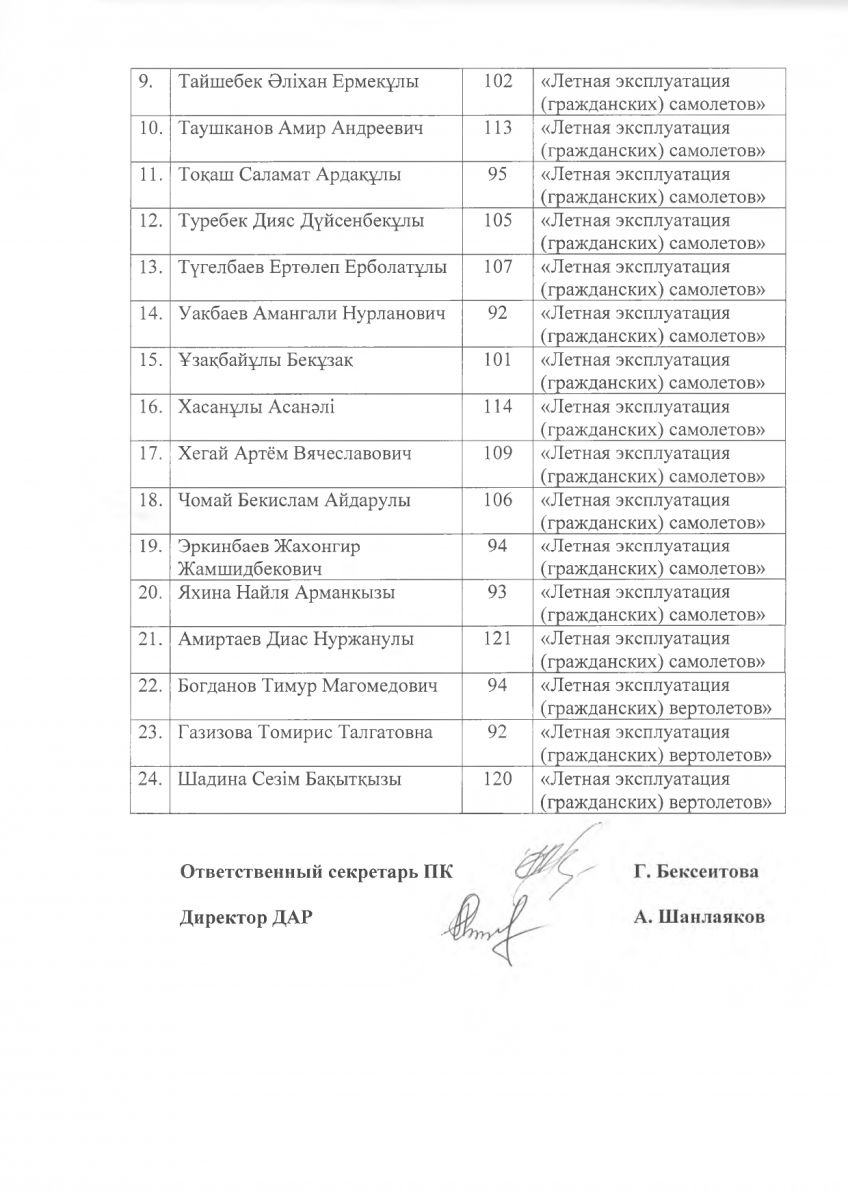 9. Тайшебек Әліхан Ермекұлы 102 «Летная эксплуатация
(гражданских) самолетов»
10. Таушканов Амир Андреевич 113 «Летная эксплуатация
(гражданских) самолетов»
11. Тоқаш Саламат Ардақұлы 95 «Летная эксплуатация
(гражданских) самолетов»
12. Туребек Дияс Дүйсенбекұлы 105 «Летная эксплуатация
(гражданских) самолетов»
13. Түгелбаев Ертөлеп Ерболатұлы 107 «Летная эксплуатация
(гражданских) самолетов»
14. Уакбаев Амангали Нурланович 92 «Летная эксплуатация
(гражданских) самолетов»
15. Ұзақбайұлы Бекұзақ 101 «Летная эксплуатация
(гражданских) самолетов»
16. Хасанұлы Асанәлі 114 «Летная эксплуатация
(гражданских) самолетов»
17. Хегай Артём Вячеславович 109 «Летная эксплуатация
(гражданских) самолетов»
18. Чомай Бекислам Айдарулы 106 «Летная эксплуатация
(гражданских) самолетов»
19. Эркинбаев Жахонгир 94 «Летная эксплуатация
Жамшидбекович (гражданских) самолетов»
20. Яхина Найля Арманкызы 93 «Летная эксплуатация
(гражданских) самолетов»
21. Амиртаев Диас Нуржанулы 121 «Летная эксплуатация
(гражданских) самолетов»
22. Богданов Тимур Магомедович 94 «Летная эксплуатация
(гражданских) вертолетов»
23. Газизова Томирис Талгатовна 92 «Летная эксплуатация
(гражданских) вертолетов»
24. Шадина Сезім Бақытқызы 120 «Летная эксплуатация
(гражданских) вертолетов»
Ответственный секретарь ПК Г. Бексеитова
Директор ДАР А. Шанлаяков